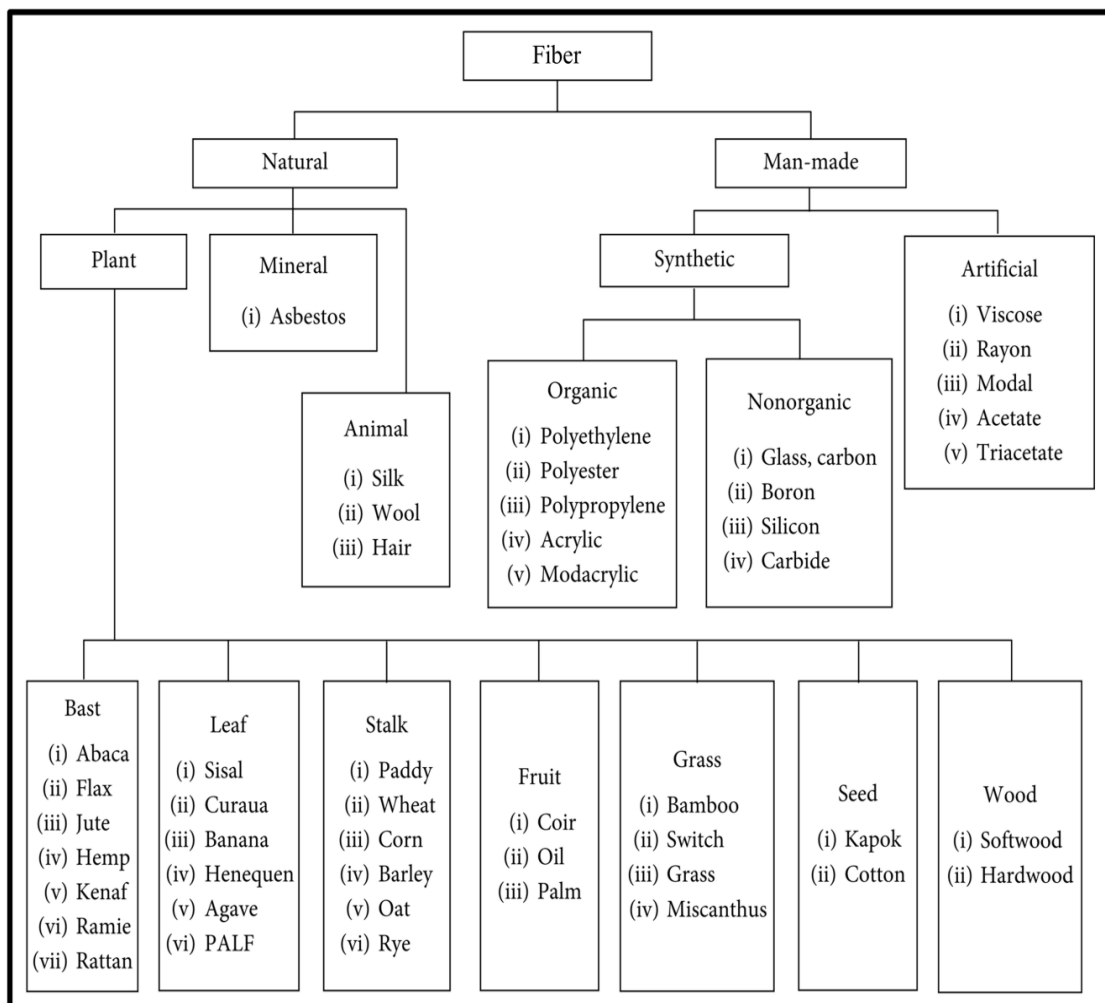 Fiber
Natural
Man-made
Plant
Mineral
(i) Asbestos
Animal
(i) Silk
(ii) Wool
(iii) Hair
Synthetic
Organic
(i) Polyethylene
(ii) Polyester
(iii) Polypropylene
(iv) Acrylic
(v) Modacrylic
Nonorganic
(i) Glass, carbon
(ii) Boron
(iii) Silicon
(iv) Carbide
Artificial
(i) Viscose
(ii) Rayon
(iii) Modal
(iv) Acetate
(v) Triacetate
Bast
(i) Abaca
(ii) Flax
(iii) Jute
(iv) Hemp
(v) Kenaf
(vi) Ramie
(vii) Rattan
Leaf
(i) Sisal
(ii) Curaua
(iii) Banana
(iv) Henequen
(v) Agave
(vi) PALF
Stalk
(i) Paddy
(ii) Wheat
(iii) Corn
(iv) Barley
(v) Oat
(vi) Rye
Fruit
(i) Coir
(ii) Oil
(iii) Palm
Grass
(i) Bamboo
(ii) Switch
(iii) Grass
(iv) Miscanthus
Seed
(i) Kapok
(ii) Cotton
Wood
(i) Softwood
(ii) Hardwood